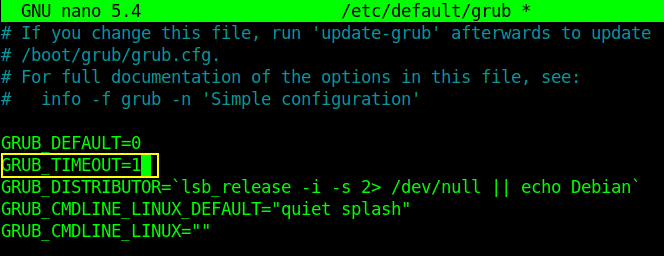 GNU nano 5.4 /etc/default/grub *
# If you change this file, run 'update-grub' afterwards to update
# /boot/grub/grub.cfg.
# For full documentation of the options in this file, see:
#   info -f grub -n 'Simple configuration'
GRUB_DEFAULT=0
GRUB_TIMEOUT=1
GRUB_DISTRIBUTOR=`lsb_release -i -s 2> /dev/null || echo Debian`
GRUB_CMDLINE_LINUX_DEFAULT="quiet splash"
GRUB_CMDLINE_LINUX=""